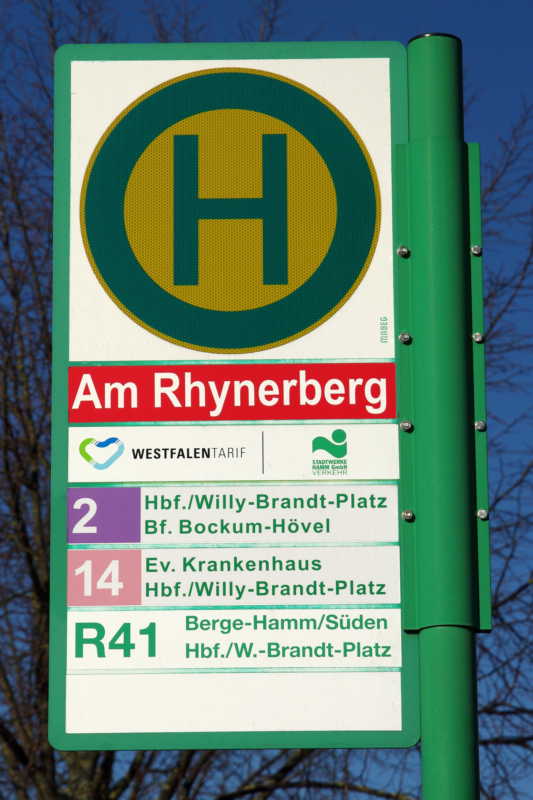 H
MABEG
Am Rhynerberg
WESTFALENTARIF
STADTWERKE
HAMM GmbH
VERKEHR
2
Hbf./Willy-Brandt-Platz
Bf. Bockum-Hövel
14
Ev. Krankenhaus
Hbf./Willy-Brandt-Platz
R41
Berge-Hamm/Süden
Hbf./W.-Brandt-Platz